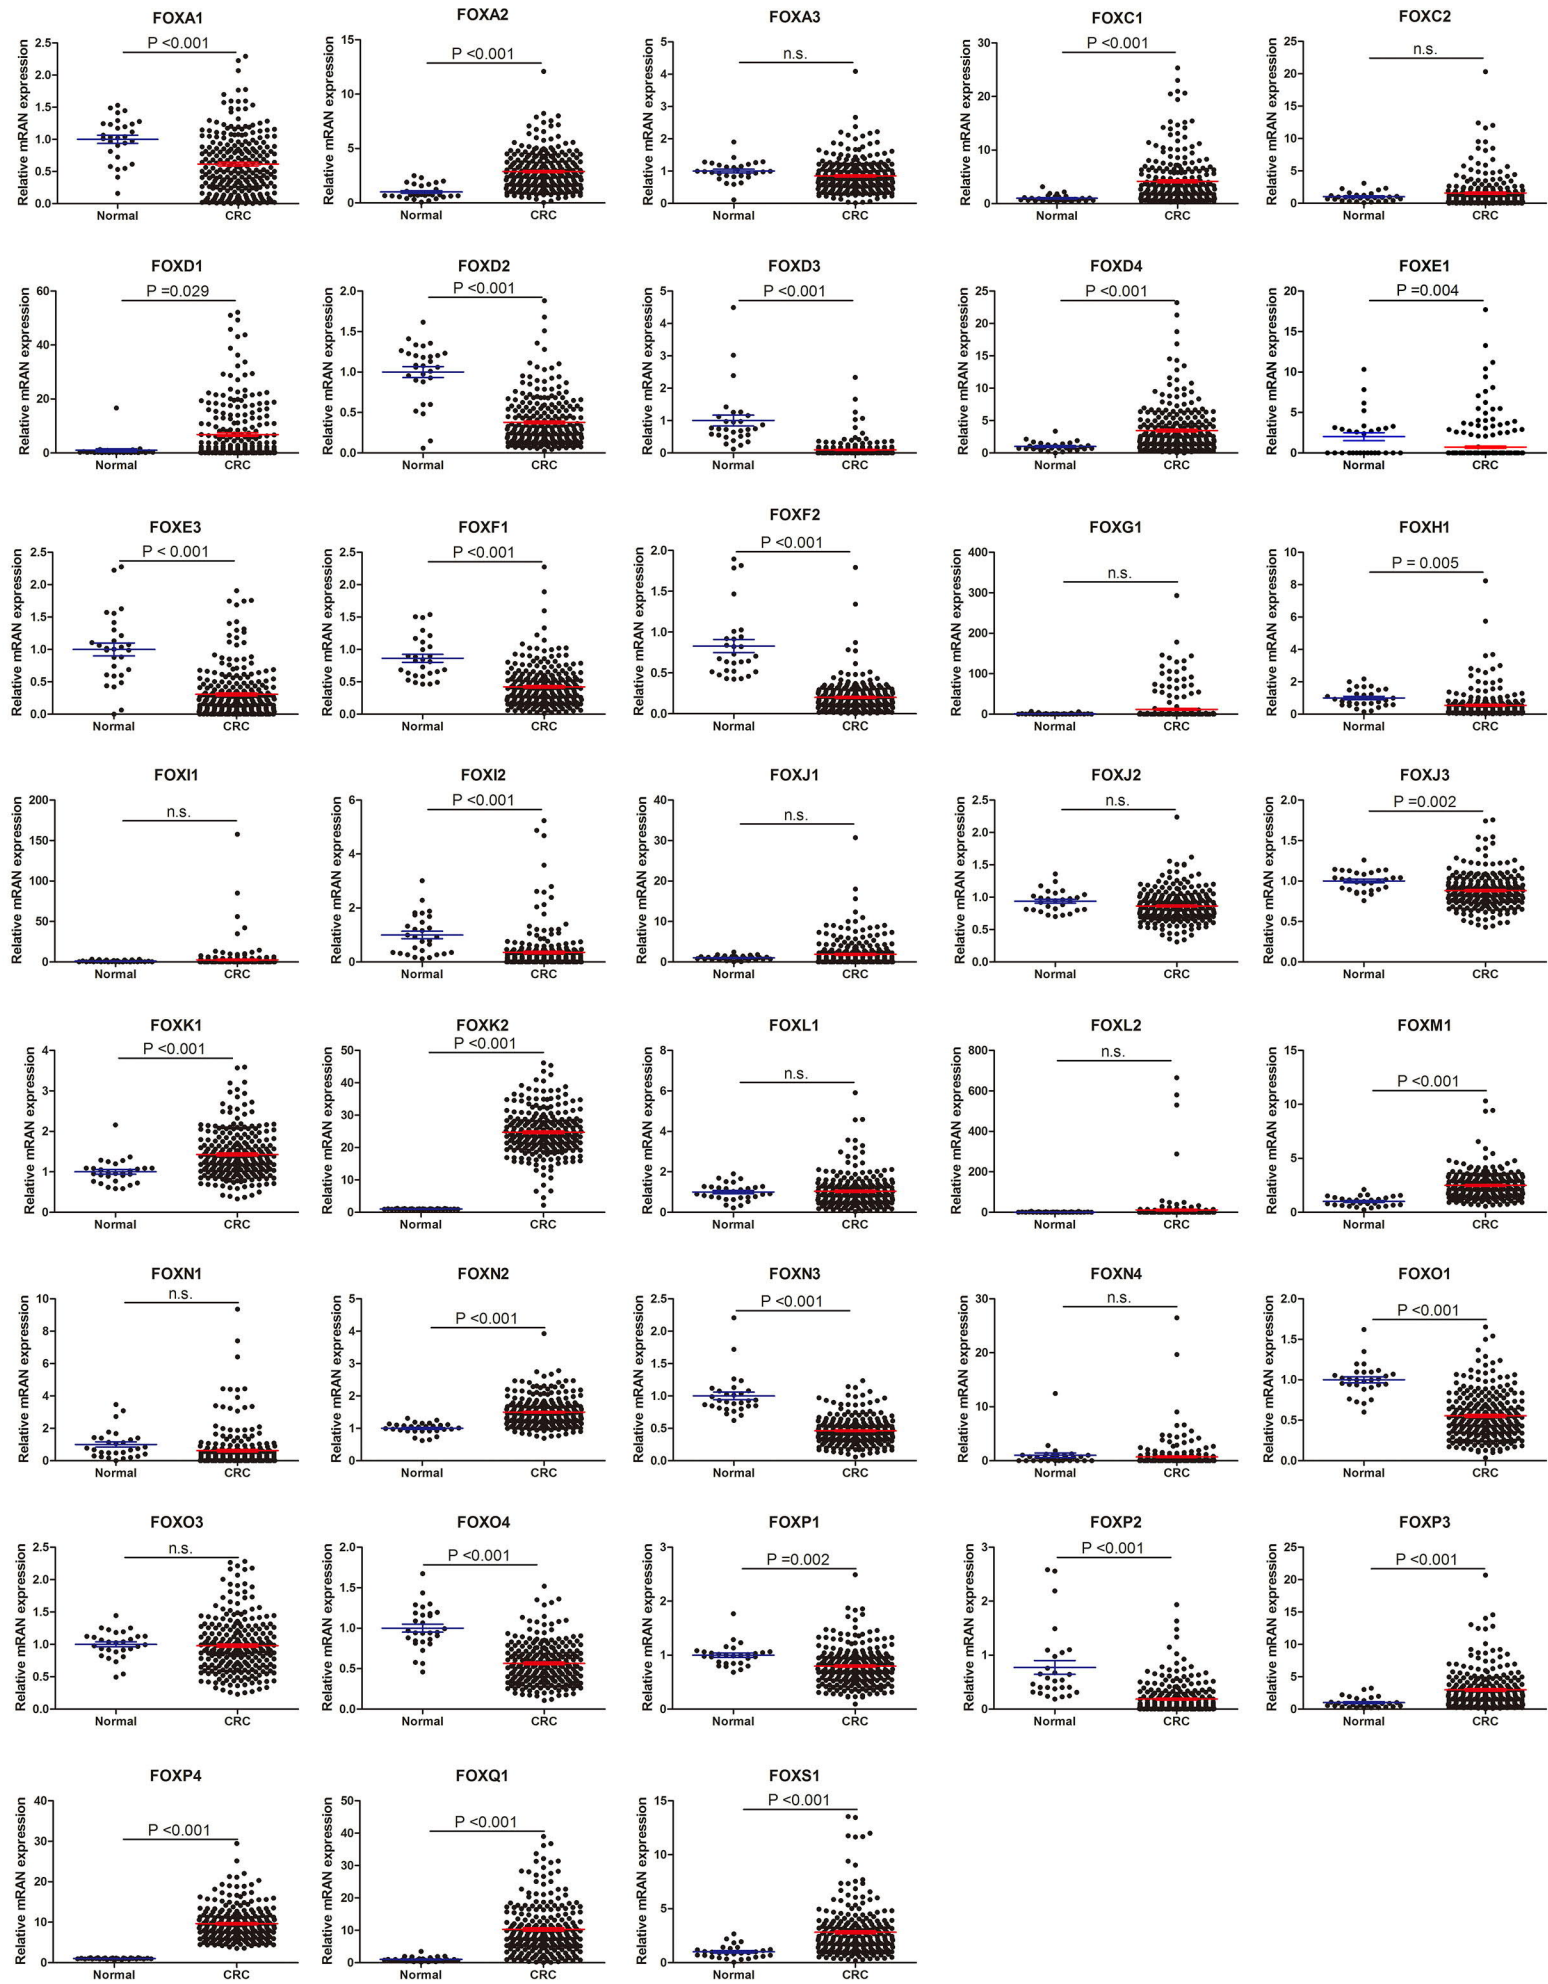 FOXA1
P <0.001
Relative mRAN expression
2.5
2.0
1.5
1.0
0.5
0.0
Normal CRC
FOXA2
P <0.001
Relative mRAN expression
15
10
5
0
Normal CRC
FOXA3
n.s.
Relative mRAN expression
5
4
3
2
1
0
Normal CRC
FOXC1
P <0.001
Relative mRAN expression
30
20
10
0
Normal CRC
FOXC2
n.s.
Relative mRAN expression
25
20
15
10
5
0
Normal CRC
FOXD1
P =0.029
Relative mRAN expression
60
40
20
0
Normal CRC
FOXD2
P <0.001
Relative mRAN expression
2.0
1.5
1.0
0.5
0.0
Normal CRC
FOXD3
P <0.001
Relative mRAN expression
5
4
3
2
1
0
Normal CRC
FOXD4
P <0.001
Relative mRAN expression
25
20
15
10
5
0
Normal CRC
FOXE1
P =0.004
Relative mRAN expression
20
15
10
5
0
Normal CRC
FOXE3
P < 0.001
Relative mRAN expression
2.5
2.0
1.5
1.0
0.5
0.0
Normal CRC
FOXF1
P <0.001
Relative mRAN expression
2.5
2.0
1.5
1.0
0.5
0.0
Normal CRC
FOXF2
P <0.001
Relative mRAN expression
2.0
1.5
1.0
0.5
0.0
Normal CRC
FOXG1
n.s.
Relative mRAN expression
400
300
200
100
0
Normal CRC
FOXH1
P = 0.005
Relative mRAN expression
10
8
6
4
2
0
Normal CRC
FOXI1
n.s.
Relative mRAN expression
200
150
100
50
0
Normal CRC
FOXI2
P <0.001
Relative mRAN expression
6
4
2
0
Normal CRC
FOXJ1
n.s.
Relative mRAN expression
40
30
20
10
0
Normal CRC
FOXJ2
n.s.
Relative mRAN expression
2.5
2.0
1.5
1.0
0.5
0.0
Normal CRC
FOXJ3
P =0.002
Relative mRAN expression
2.0
1.5
1.0
0.5
0.0
Normal CRC
FOXK1
P <0.001
Relative mRAN expression
4
3
2
1
0
Normal CRC
FOXK2
P <0.001
Relative mRAN expression
50
40
30
20
10
0
Normal CRC
FOXL1
n.s.
Relative mRAN expression
8
6
4
2
0
Normal CRC
FOXL2
n.s.
Relative mRAN expression
800
600
400
200
0
Normal CRC
FOXM1
P <0.001
Relative mRAN expression
15
10
5
0
Normal CRC
FOXN1
n.s.
Relative mRAN expression
10
8
6
4
2
0
Normal CRC
FOXN2
P <0.001
Relative mRAN expression
5
4
3
2
1
0
Normal CRC
FOXN3
P <0.001
Relative mRAN expression
2.5
2.0
1.5
1.0
0.5
0.0
Normal CRC
FOXN4
n.s.
Relative mRAN expression
30
20
10
0
Normal CRC
FOXO1
P <0.001
Relative mRAN expression
2.0
1.5
1.0
0.5
0.0
Normal CRC
FOXO3
n.s.
Relative mRAN expression
2.5
2.0
1.5
1.0
0.5
0.0
Normal CRC
FOXO4
P <0.001
Relative mRAN expression
2.0
1.5
1.0
0.5
0.0
Normal CRC
FOXP1
P =0.002
Relative mRAN expression
3
2
1
0
Normal CRC
FOXP2
P <0.001
Relative mRAN expression
3
2
1
0
Normal CRC
FOXP3
P <0.001
Relative mRAN expression
25
20
15
10
5
0
Normal CRC
FOXP4
P <0.001
Relative mRAN expression
40
30
20
10
0
Normal CRC
FOXQ1
P <0.001
Relative mRAN expression
50
40
30
20
10
0
Normal CRC
FOXS1
P <0.001
Relative mRAN expression
15
10
5
0
Normal CRC